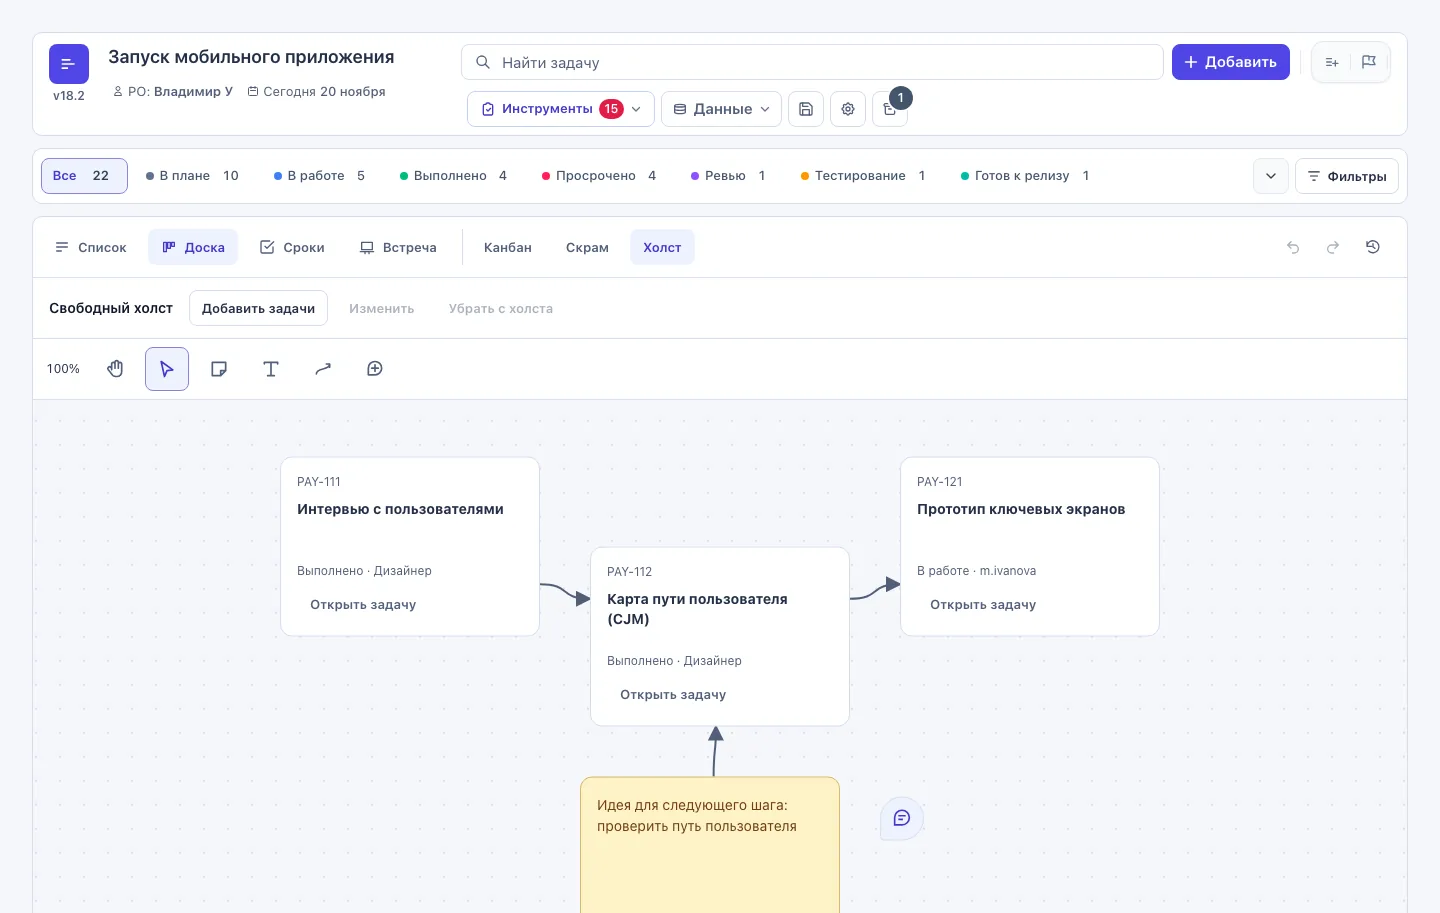 Запуск мобильного приложения
v18.2
PO: Владимир У
Сегодня 20 ноября
Найти задачу
Добавить
Инструменты 15
Данные
1
Все 22
В плане 10
В работе 5
Выполнено 4
Просрочено 4
Ревью 1
Тестирование 1
Готов к релизу 1
Фильтры
Список
Доска
Сроки
Встреча
Канбан
Скрам
Холст
Свободный холст
Добавить задачи
Изменить
Убрать с холста
100%
PAY-111
Интервью с пользователями
Выполнено · Дизайнер
Открыть задачу
PAY-112
Карта пути пользователя
(CJM)
Выполнено · Дизайнер
Открыть задачу
PAY-121
Прототип ключевых экранов
В работе · m.ivanova
Открыть задачу
Идея для следующего шага:
проверить путь пользователя